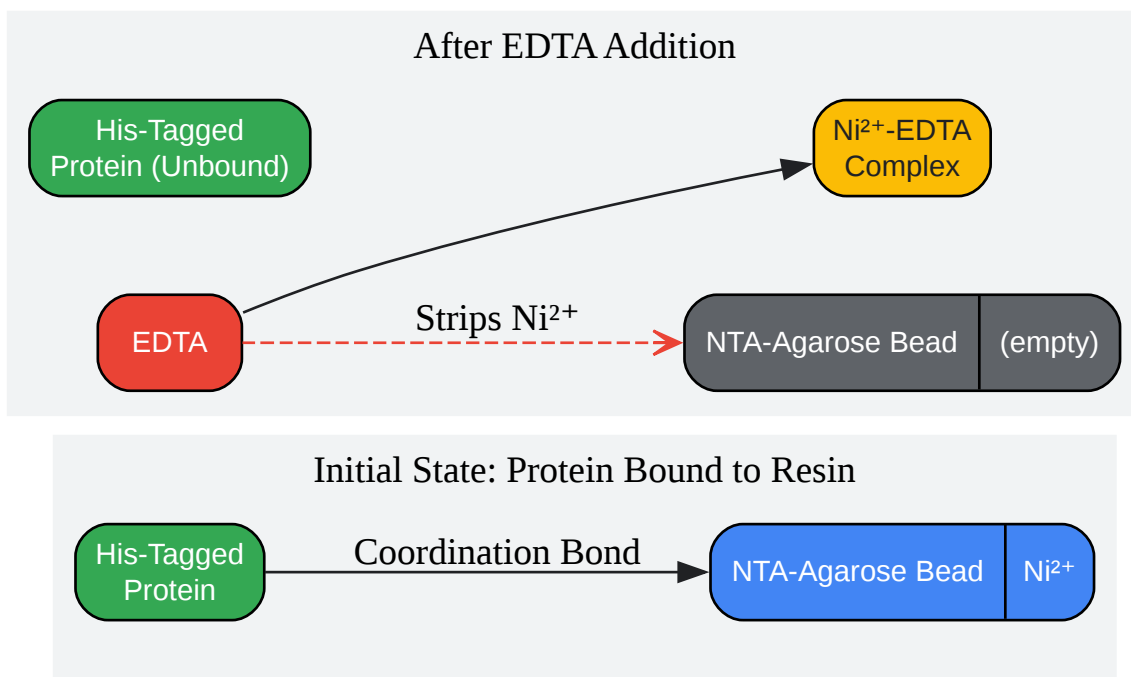 After EDTA Addition
His-Tagged
Protein (Unbound)
Ni²⁺-EDTA
Complex
EDTA
Strips Ni²⁺
NTA-Agarose Bead
(empty)
Initial State: Protein Bound to Resin
His-Tagged
Protein
Coordination Bond
NTA-Agarose Bead
Ni²⁺